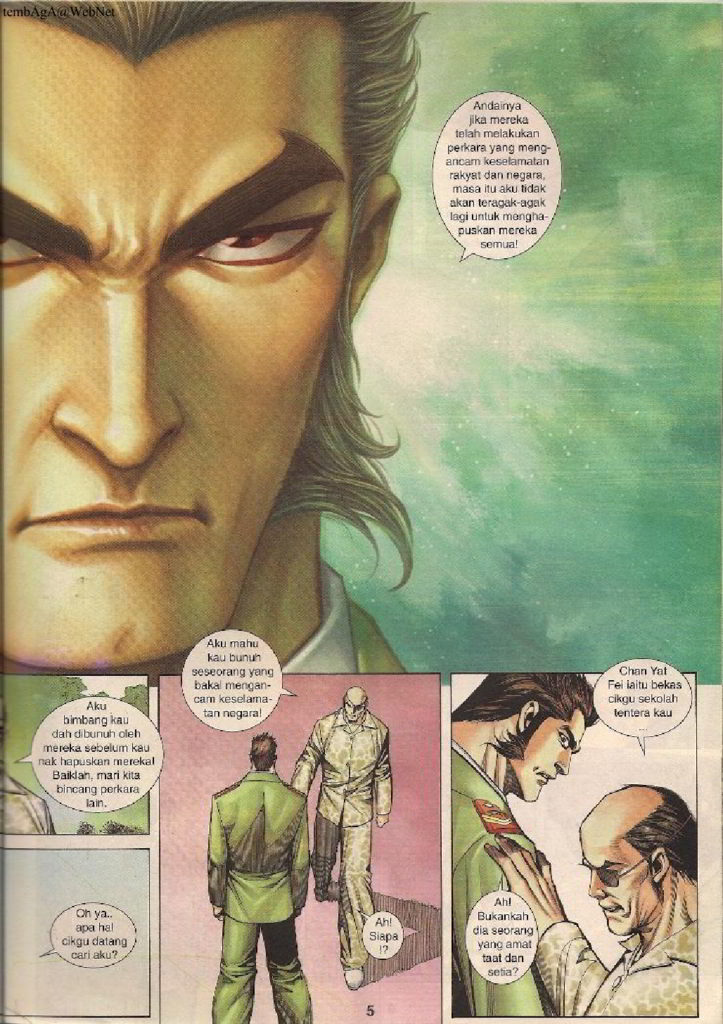 tembAgA@WebNet
Andainya
jika mereka
telah melakukan
perkara yang meng-
ancam keselamatan
rakyat dan negara,
masa itu aku tidak
akan teragak-agak
lagi untuk mengha-
puskan mereka
semua!
Aku
bimbang kau
dah dibunuh oleh
mereka sebelum kau
nak hapuskan mereka!
Baiklah, mari kita
bincang perkara
lain.
Oh ya..
apa hal
cikgu datang
cari aku?
Aku mahu
kau bunuh
seseorang yang
bakal mengan-
cam keselama-
tan negara!
Ah!
Siapa
!?
Chan Yat
Fei iaitu bekas
cikgu sekolah
tentera kau
...
Ah!
Bukankah
dia seorang
yang amat
taat dan
setia?
5